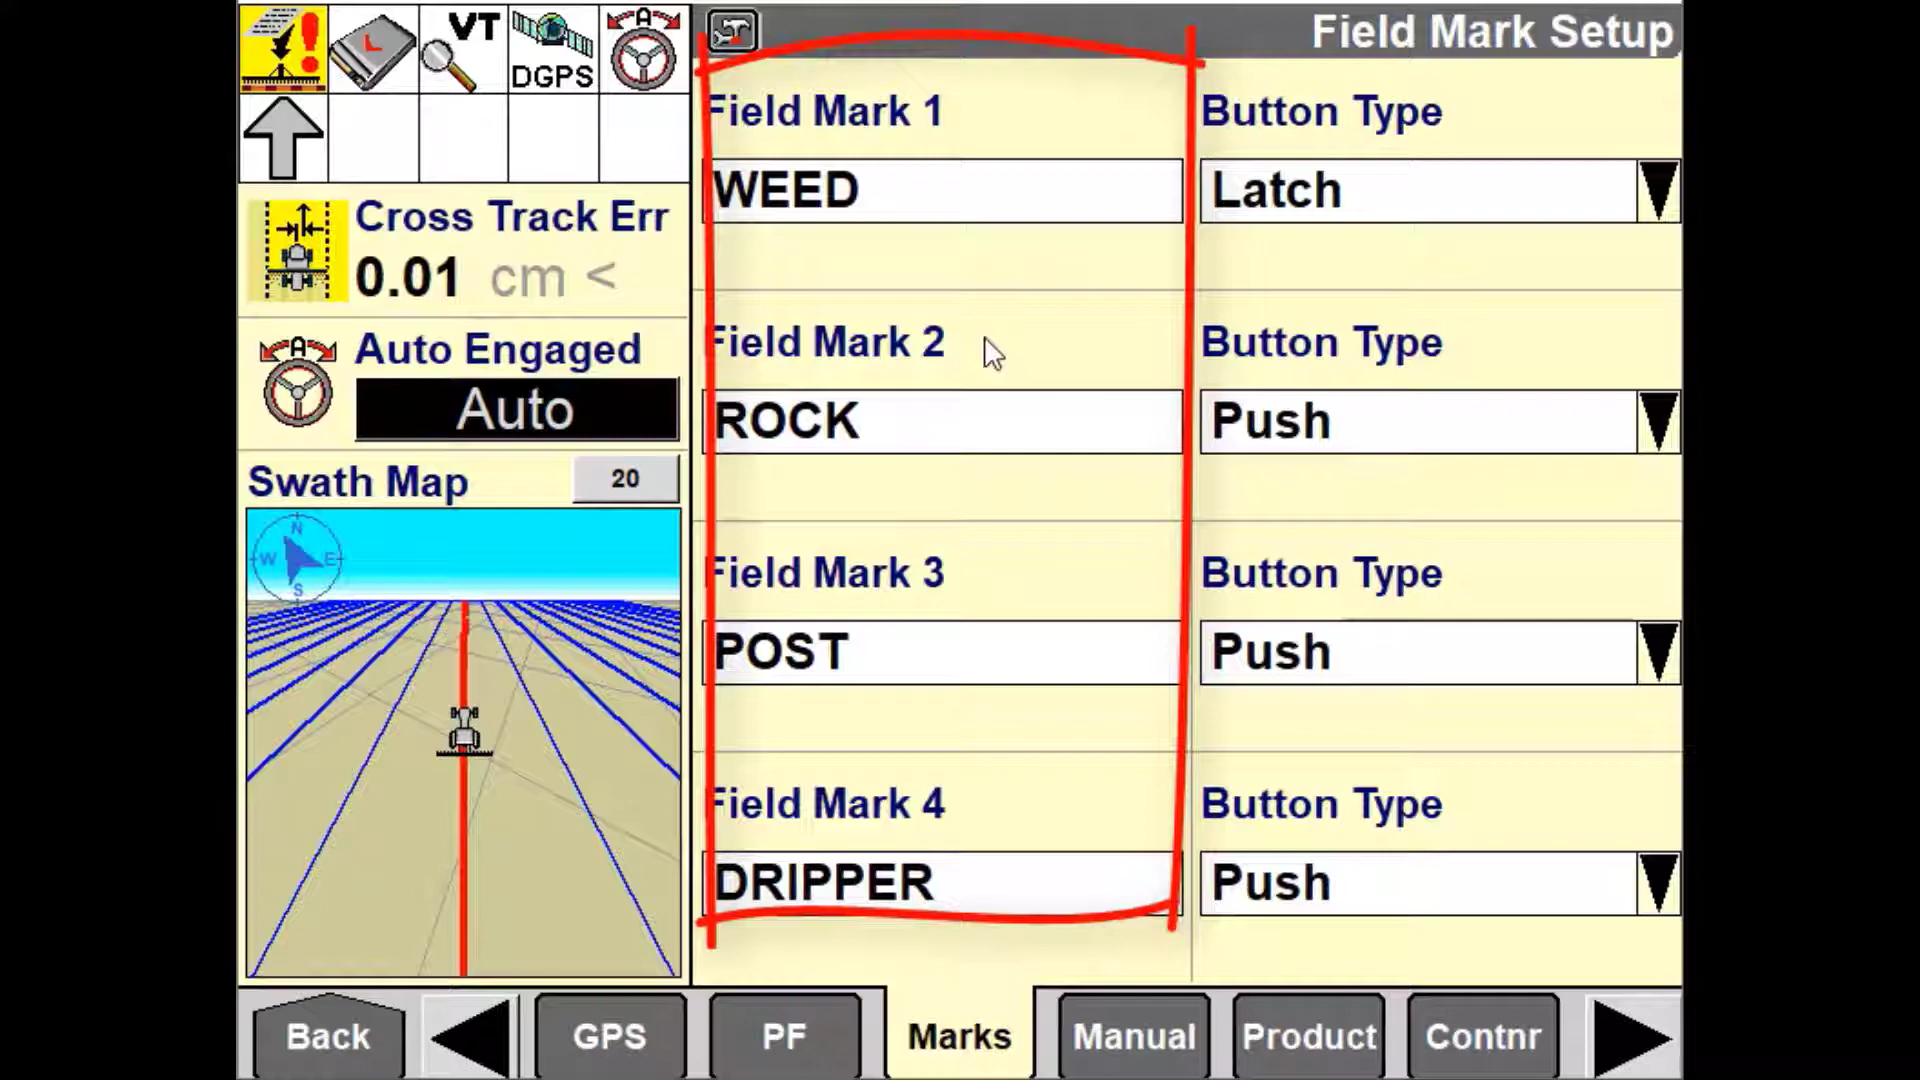 VT
DGPS
A
L
Field Mark Setup
Cross Track Err
0.01 cm <
A
Auto Engaged
Auto
Swath Map 20
N
W E
S
Field Mark 1 Button Type
WEED Latch
Field Mark 2 Button Type
ROCK Push
Field Mark 3 Button Type
POST Push
Field Mark 4 Button Type
DRIPPER Push
Back GPS PF Marks Manual Product Contnr